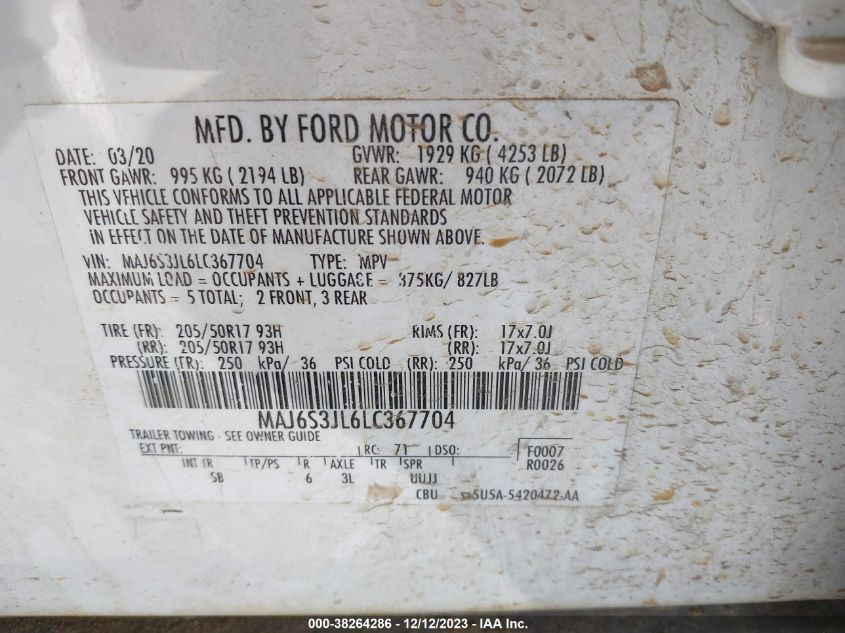 MFD. BY FORD MOTOR CO.
DATE: 03/20 GVWR: 1929 KG ( 4253 LB)
FRONT GAWR: 995 KG ( 2194 LB) REAR GAWR: 940 KG ( 2072 LB)
THIS VEHICLE CONFORMS TO ALL APPLICABLE FEDERAL MOTOR
VEHICLE SAFETY AND THEFT PREVENTION STANDARDS
IN EFFECT ON THE DATE OF MANUFACTURE SHOWN ABOVE.
VIN: MAJ6S3JL6LC367704 TYPE: MPV
MAXIMUM LOAD = OCCUPANTS + LUGGAGE = 375KG/ 827LB
OCCUPANTS = 5 TOTAL; 2 FRONT, 3 REAR
TIRE (FR): 205/50R17 93H RIMS (FR): 17x7.0J
(RR): 205/50R17 93H (RR): 17x7.0J
PRESSURE (FR): 250 kPa/ 36 PSI COLD (RR): 250 kPa/ 36 PSI COLD
MAJ6S3JL6LC367704
TRAILER TOWING - SEE OWNER GUIDE
EXT PNT: RC: 71 DSO: F0007
R0026
INT TR TP/PS R AXLE TR SPR
SB 6 3L UUJJ
CBU 5U5A-5420472-AA
000-38264286 - 12/12/2023 - IAA Inc.